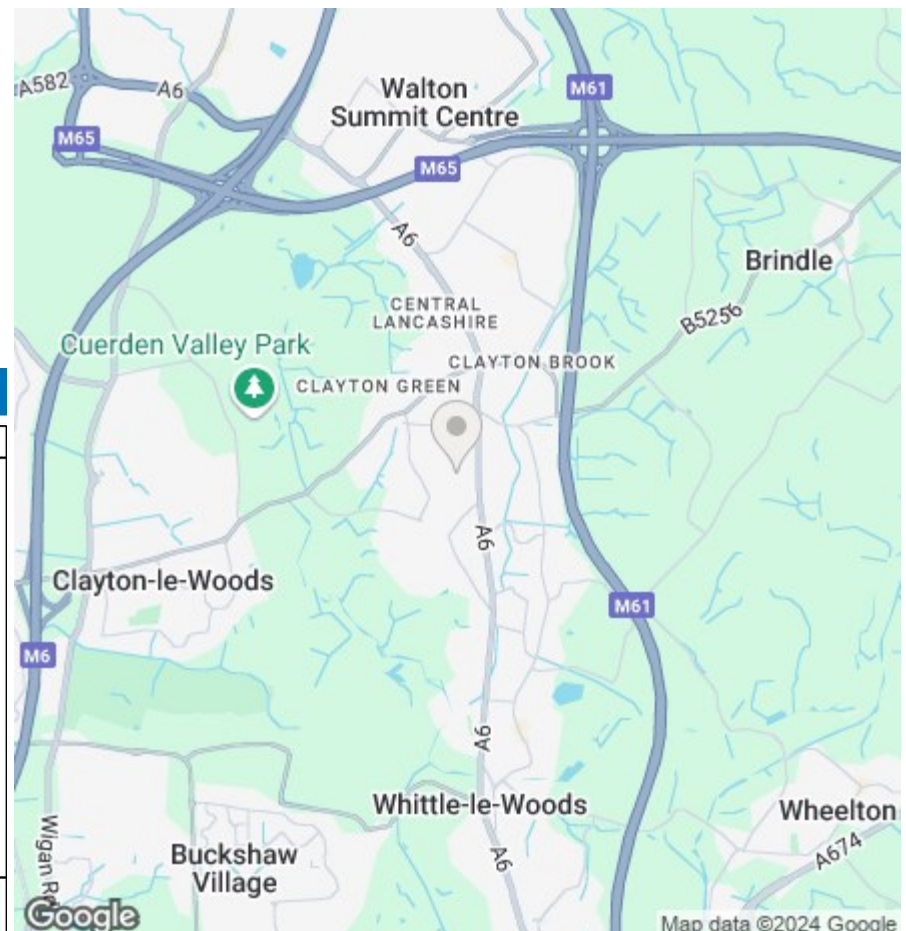 A582
A6
M65
Walton
Summit Centre
M61
M65
A6
Brindle
CENTRAL
LANCASHIRE
B5256
Cuerden Valley Park
CLAYTON BROOK
CLAYTON GREEN
A6
Clayton-le-Woods
M61
M6
A6
Whittle-le-Woods
Wheelton
Wigan R
Buckshaw
Village
A6
A674
Google
Map data ©2024 Google